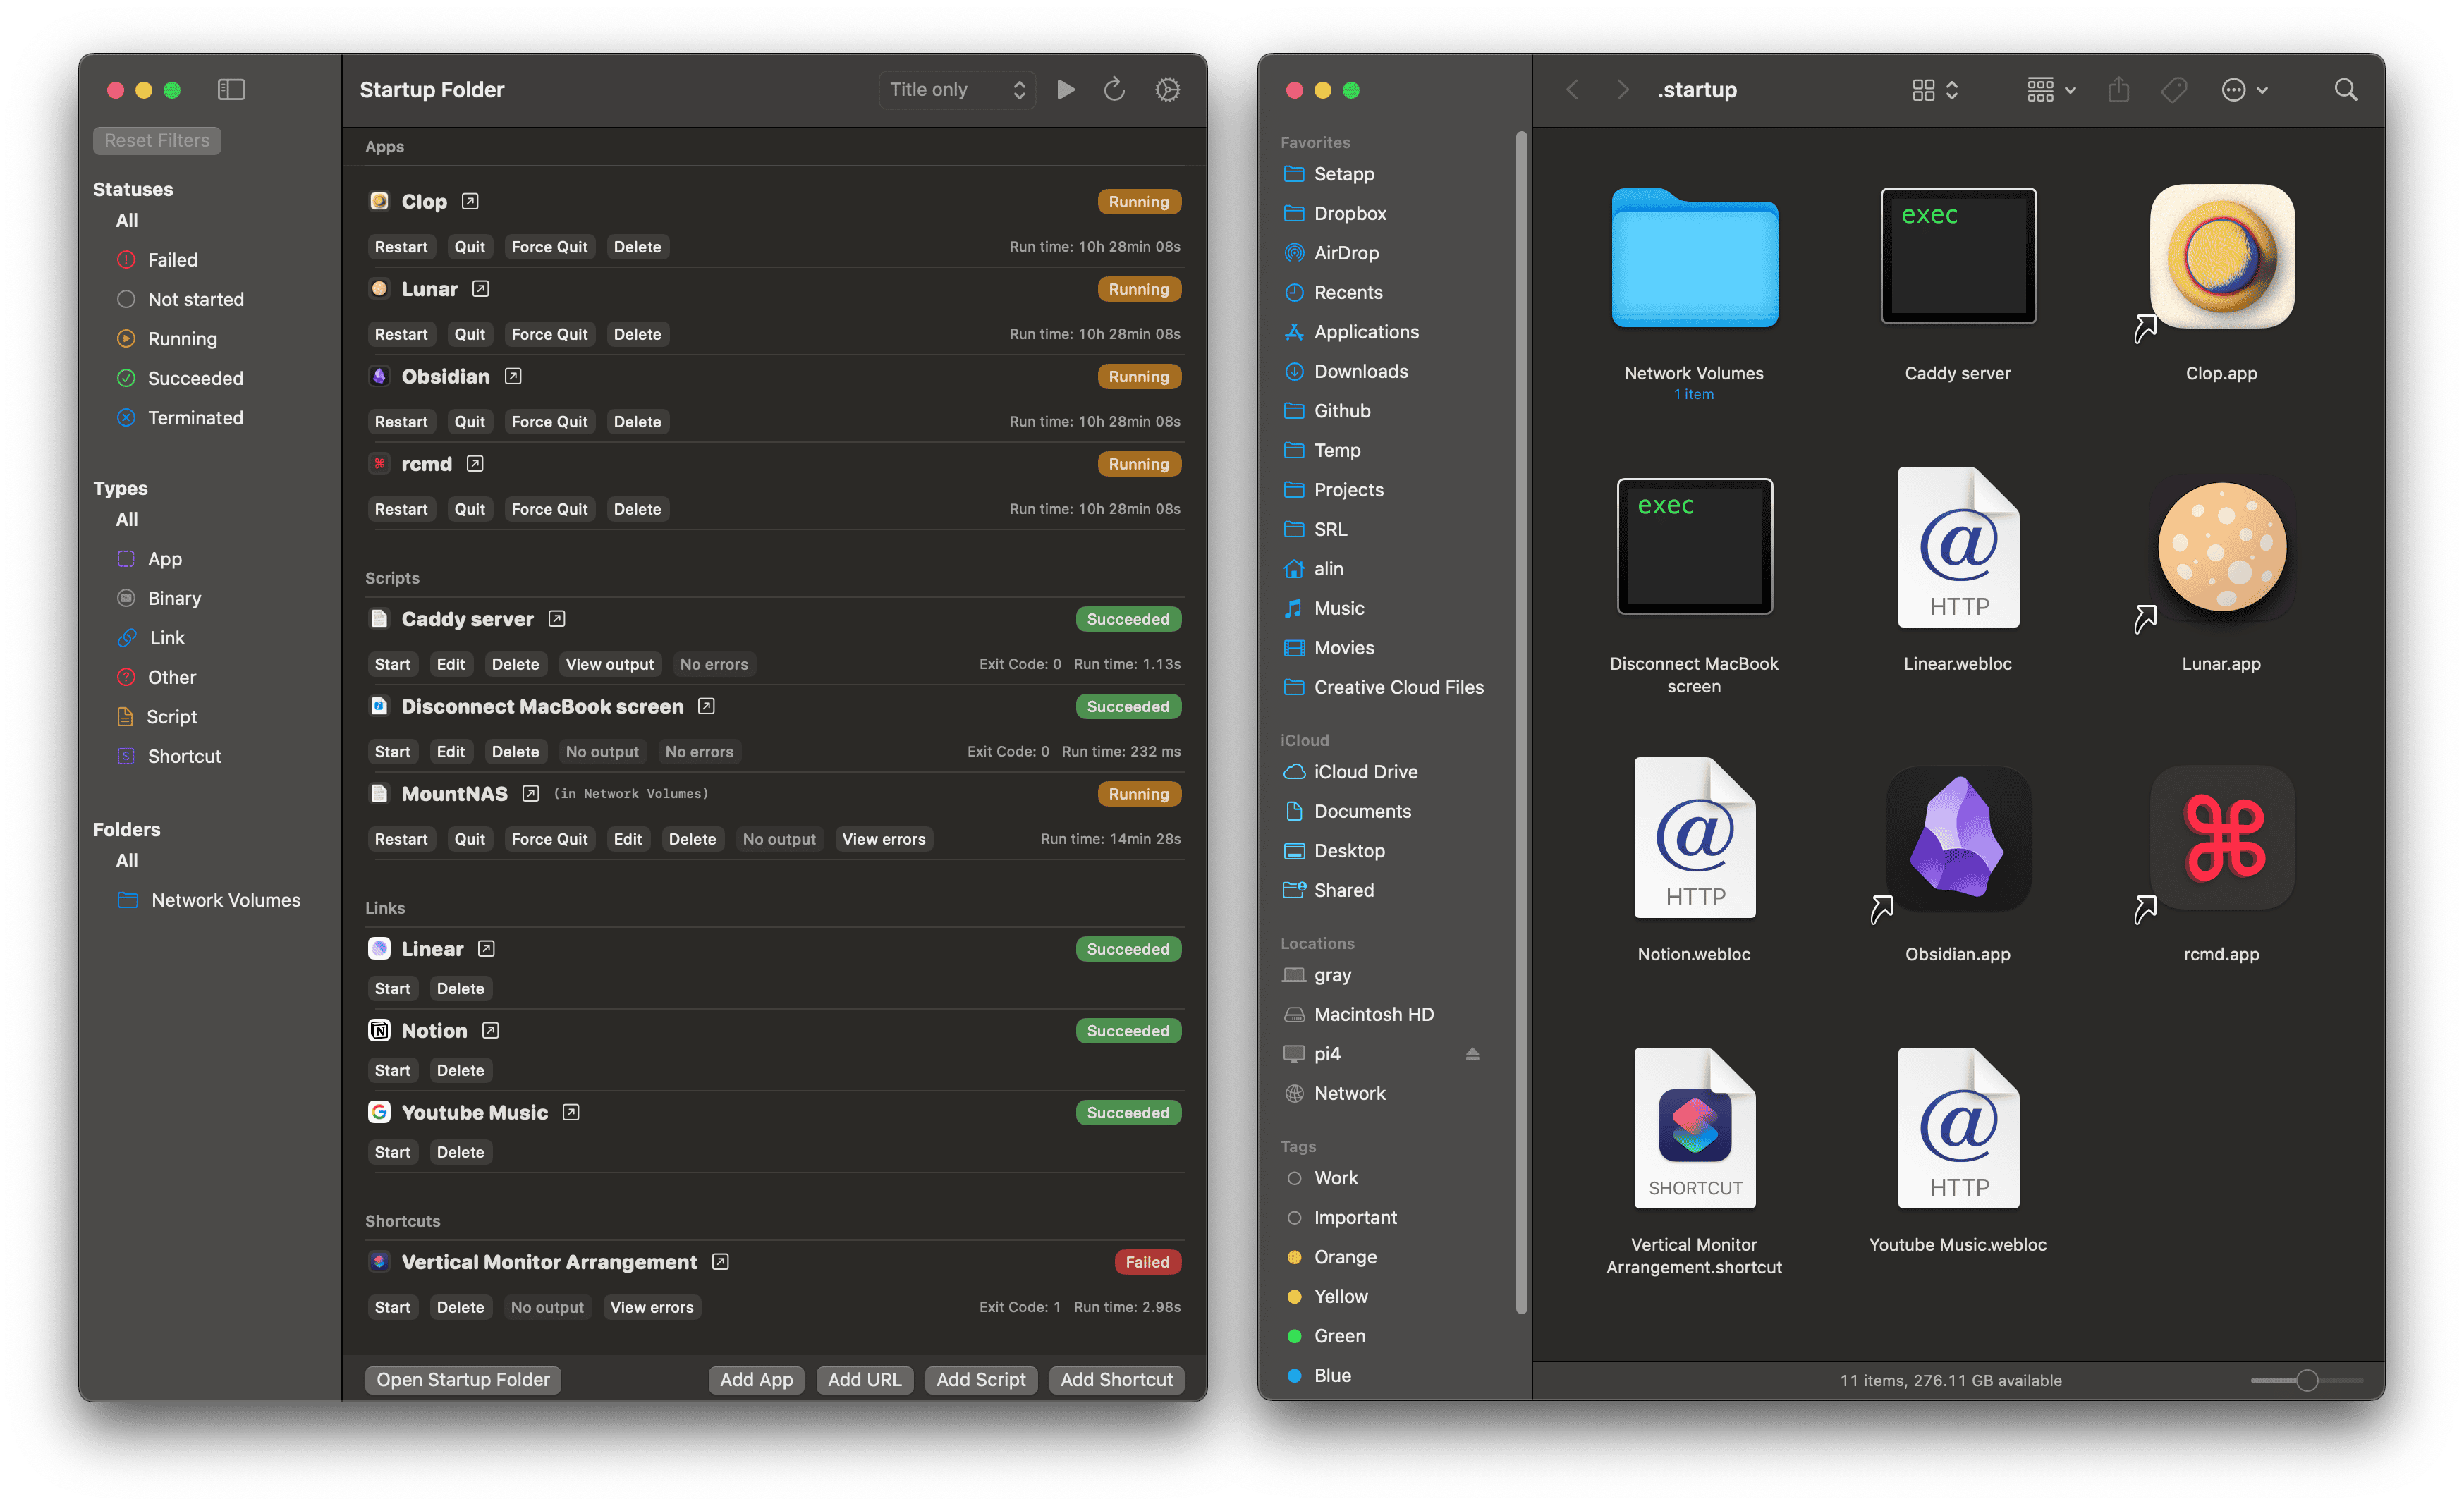 Startup Folder
Title only
Reset Filters
Statuses
All
Failed
Not started
Running
Succeeded
Terminated
Types
All
App
Binary
Link
Other
Script
Shortcut
Folders
All
Network Volumes
Apps
Clop
Running
Restart Quit Force Quit Delete Run time: 10h 28min 08s
Lunar
Running
Restart Quit Force Quit Delete Run time: 10h 28min 08s
Obsidian
Running
Restart Quit Force Quit Delete Run time: 10h 28min 08s
rcmd
Running
Restart Quit Force Quit Delete Run time: 10h 28min 08s
Scripts
Caddy server
Succeeded
Start Edit Delete View output No errors Exit Code: 0 Run time: 1.13s
Disconnect MacBook screen
Succeeded
Start Edit Delete No output No errors Exit Code: 0 Run time: 232 ms
MountNAS (in Network Volumes)
Running
Restart Quit Force Quit Edit Delete No output View errors Run time: 14min 28s
Links
Linear
Succeeded
Start Delete
Notion
Succeeded
Start Delete
Youtube Music
Succeeded
Start Delete
Shortcuts
Vertical Monitor Arrangement
Failed
Start Delete No output View errors Exit Code: 1 Run time: 2.98s
Open Startup Folder Add App Add URL Add Script Add Shortcut
.startup
Favorites
Setapp
Dropbox
AirDrop
Recents
Applications
Downloads
Github
Temp
Projects
SRL
alin
Music
Movies
Creative Cloud Files
iCloud
iCloud Drive
Documents
Desktop
Shared
Locations
gray
Macintosh HD
pi4
Network
Tags
Work
Important
Orange
Yellow
Green
Blue
exec
Network Volumes
1 item
Caddy server
Clop.app
exec
@
HTTP
Disconnect MacBook
screen
Linear.webloc
Lunar.app
@
HTTP
Notion.webloc
Obsidian.app
rcmd.app
SHORTCUT
@
HTTP
Vertical Monitor
Arrangement.shortcut
Youtube Music.webloc
11 items, 276.11 GB available